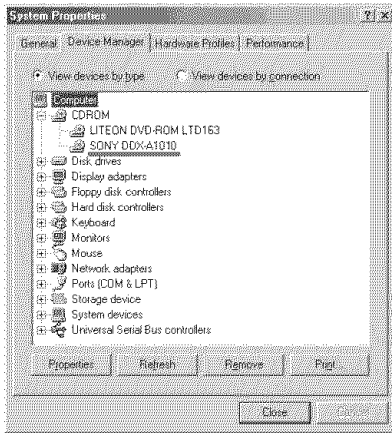 System Properties
General Device Manager Hardware Profiles Performance
View devices by type View devices by connection
Computer
CDROM
LITEON DVD-ROM LTD163
SONY DDX-A1010
Disk drives
Display adapters
Floppy disk controllers
Hard disk controllers
Keyboard
Monitors
Mouse
Network adapters
Ports (COM & LPT)
Storage device
System devices
Universal Serial Bus controllers
Properties Refresh Remove Print...
Close